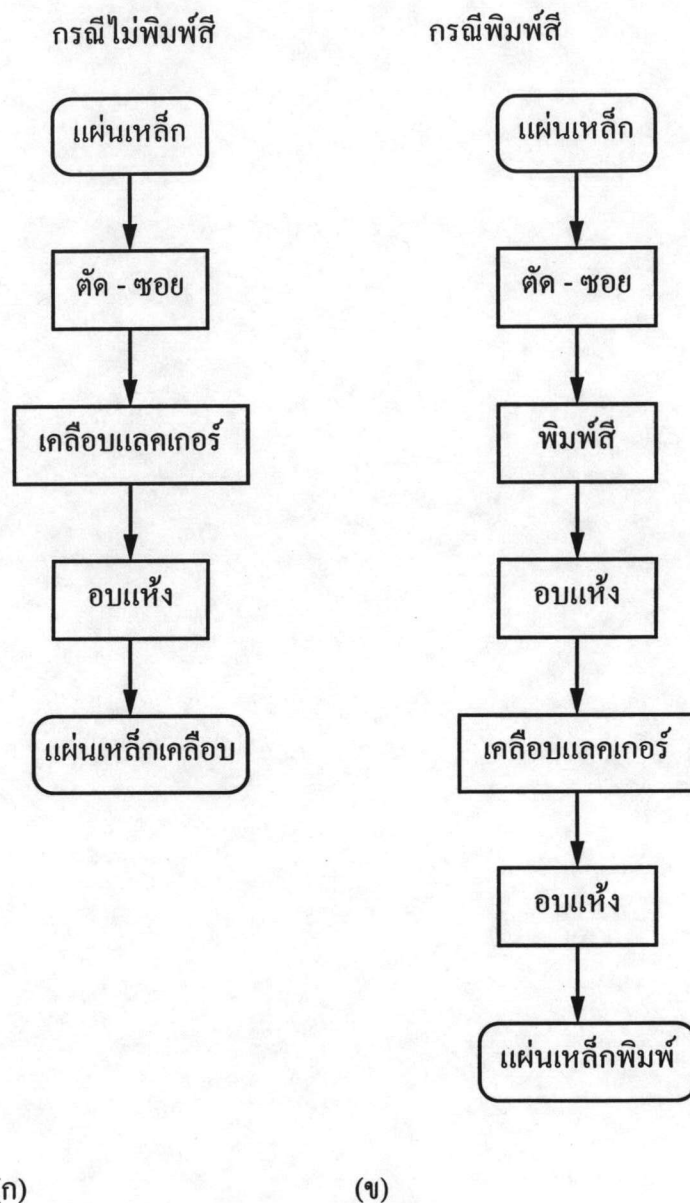 กรณีไม่พิมพ์สี
แผ่นเหล็ก
ตัด - ซอย
เคลือบแลคเกอร์
อบแห้ง
แผ่นเหล็กเคลือบ
(ก)
กรณีพิมพ์สี
แผ่นเหล็ก
ตัด - ซอย
พิมพ์สี
อบแห้ง
เคลือบแลคเกอร์
อบแห้ง
แผ่นเหล็กพิมพ์
(ข)